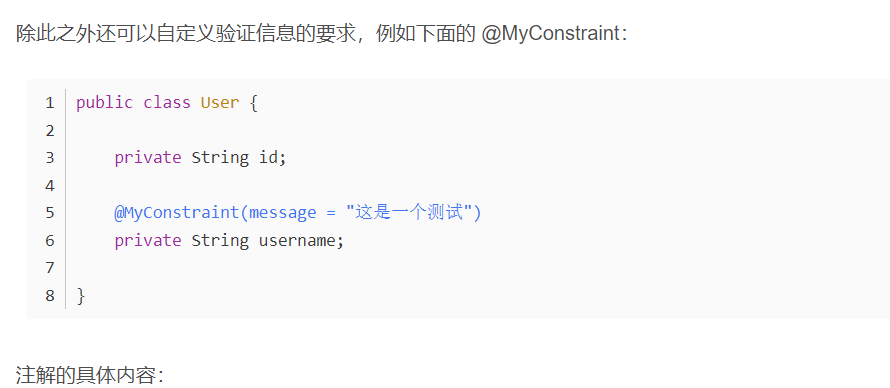 除此之外还可以自定义验证信息的要求，例如下面的 @MyConstraint：
1 public class User {
2
3     private String id;
4
5     @MyConstraint(message = "这是一个测试")
6     private String username;
7
8 }
注解的具体内容：